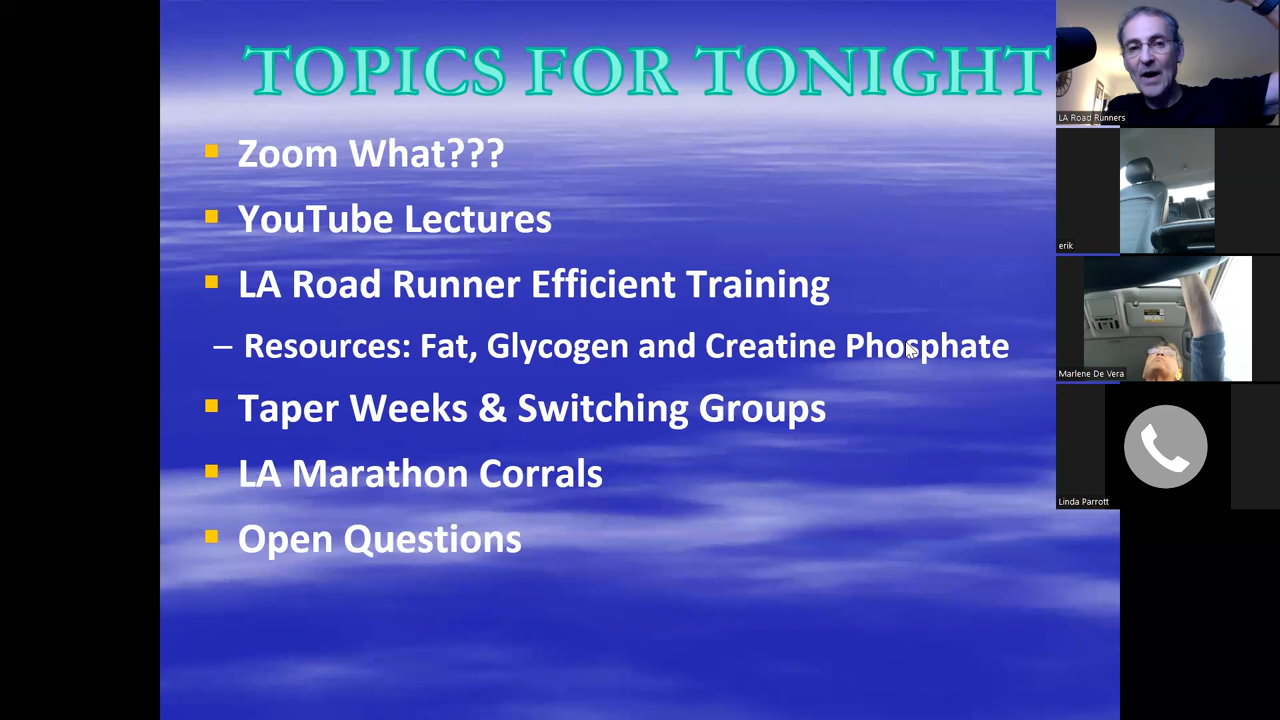 TOPICS FOR TONIGHT
Zoom What???
YouTube Lectures
LA Road Runner Efficient Training
– Resources: Fat, Glycogen and Creatine Phosphate
Taper Weeks & Switching Groups
LA Marathon Corrals
Open Questions
LA Road Runners
erik
Marlene De Vera
Linda Parrott